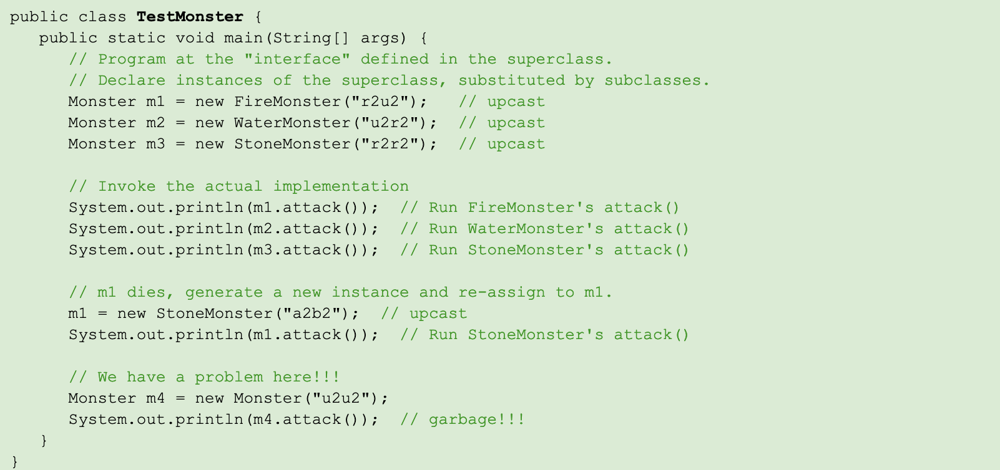 public class TestMonster {
   public static void main(String[] args) {
      // Program at the "interface" defined in the superclass.
      // Declare instances of the superclass, substituted by subclasses.
      Monster m1 = new FireMonster("r2u2");   // upcast
      Monster m2 = new WaterMonster("u2r2");  // upcast
      Monster m3 = new StoneMonster("r2r2");  // upcast

      // Invoke the actual implementation
      System.out.println(m1.attack());  // Run FireMonster's attack()
      System.out.println(m2.attack());  // Run WaterMonster's attack()
      System.out.println(m3.attack());  // Run StoneMonster's attack()

      // m1 dies, generate a new instance and re-assign to m1.
      m1 = new StoneMonster("a2b2");  // upcast
      System.out.println(m1.attack());  // Run StoneMonster's attack()

      // We have a problem here!!!
      Monster m4 = new Monster("u2u2");
      System.out.println(m4.attack());  // garbage!!!
   }
}